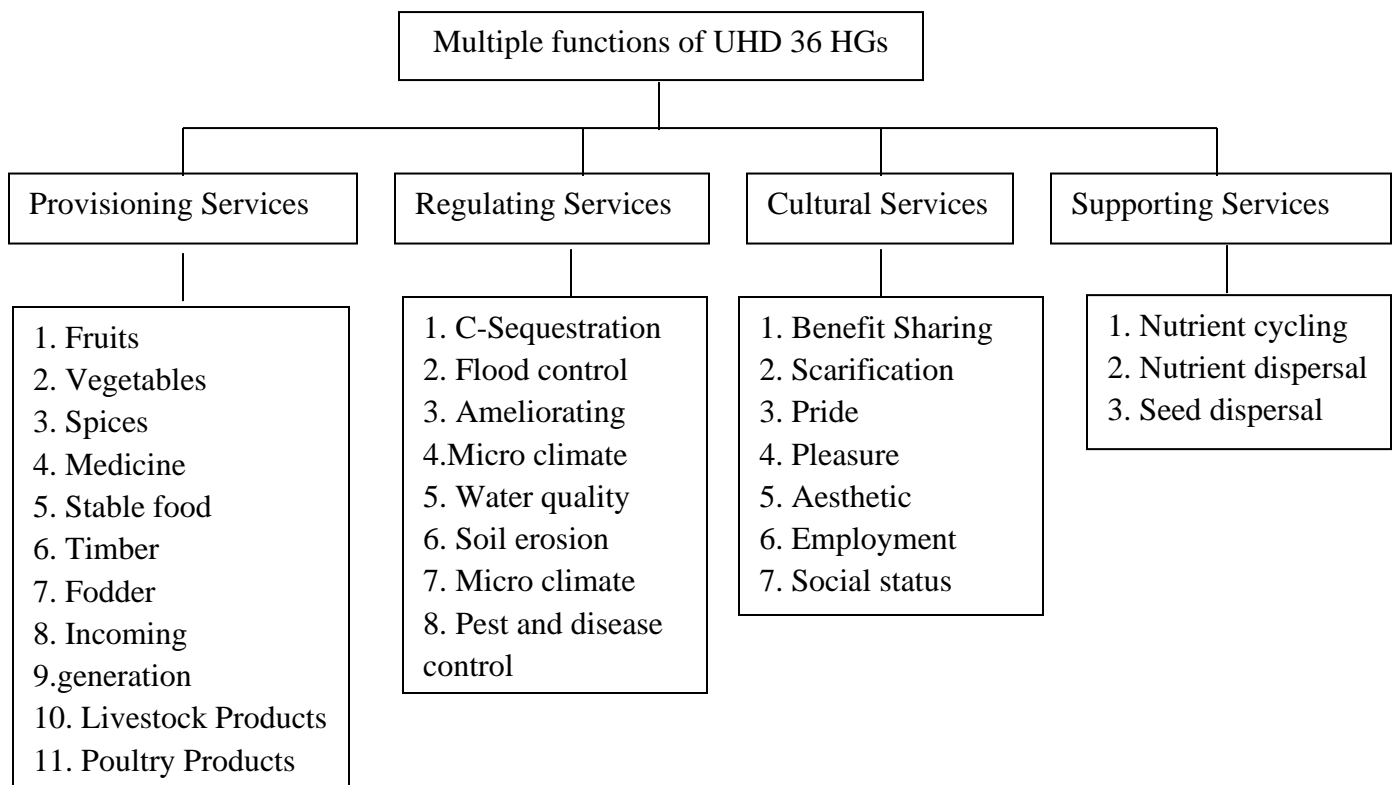 Multiple functions of UHD 36 HGs
Provisioning Services
Regulating Services
Cultural Services
Supporting Services
1. Fruits
2. Vegetables
3. Spices
4. Medicine
5. Stable food
6. Timber
7. Fodder
8. Incoming
9.generation
10. Livestock Products
11. Poultry Products
1. C-Sequestration
2. Flood control
3. Ameliorating
4.Micro climate
5. Water quality
6. Soil erosion
7. Micro climate
8. Pest and disease
control
1. Benefit Sharing
2. Scarification
3. Pride
4. Pleasure
5. Aesthetic
6. Employment
7. Social status
1. Nutrient cycling
2. Nutrient dispersal
3. Seed dispersal